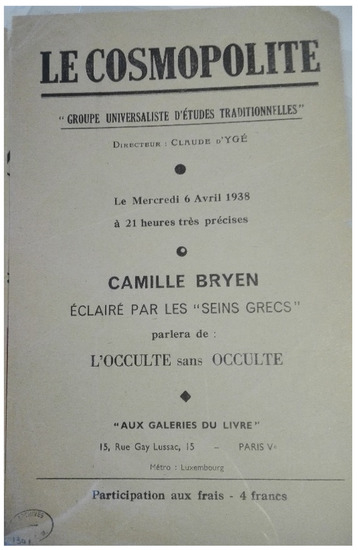 LE COSMOPOLITE
" GROUPE UNIVERSALISTE D'ÉTUDES TRADITIONNELLES"
DIRECTEUR : CLAUDE D'YGÉ
Le Mercredi 6 Avril 1938
à 21 heures très précises
CAMILLE BRYEN
ÉCLAIRÉ PAR LES "SEINS GRECS"
parlera de :
L'OCCULTE sans OCCULTE
"AUX GALERIES DU LIVRE"
15, Rue Gay Lussac, 15 – PARIS Ve
Métro : Luxembourg
Participation aux frais - 4 francs